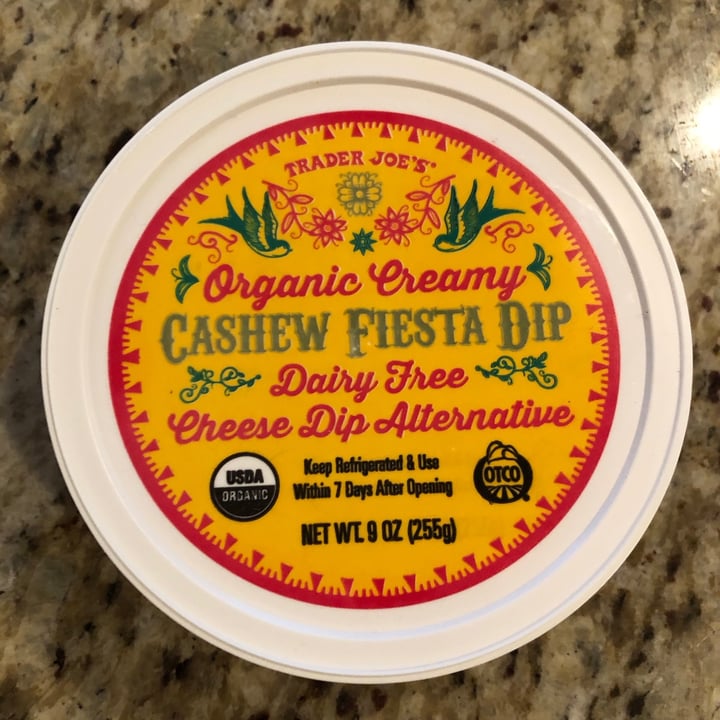 TRADER JOE'S®
Organic Creamy
CASHEW FIESTA DIP
Dairy Free
Cheese Dip Alternative
USDA
ORGANIC
Keep Refrigerated & Use
Within 7 Days After Opening
OTCO
NET WT. 9 OZ (255g)